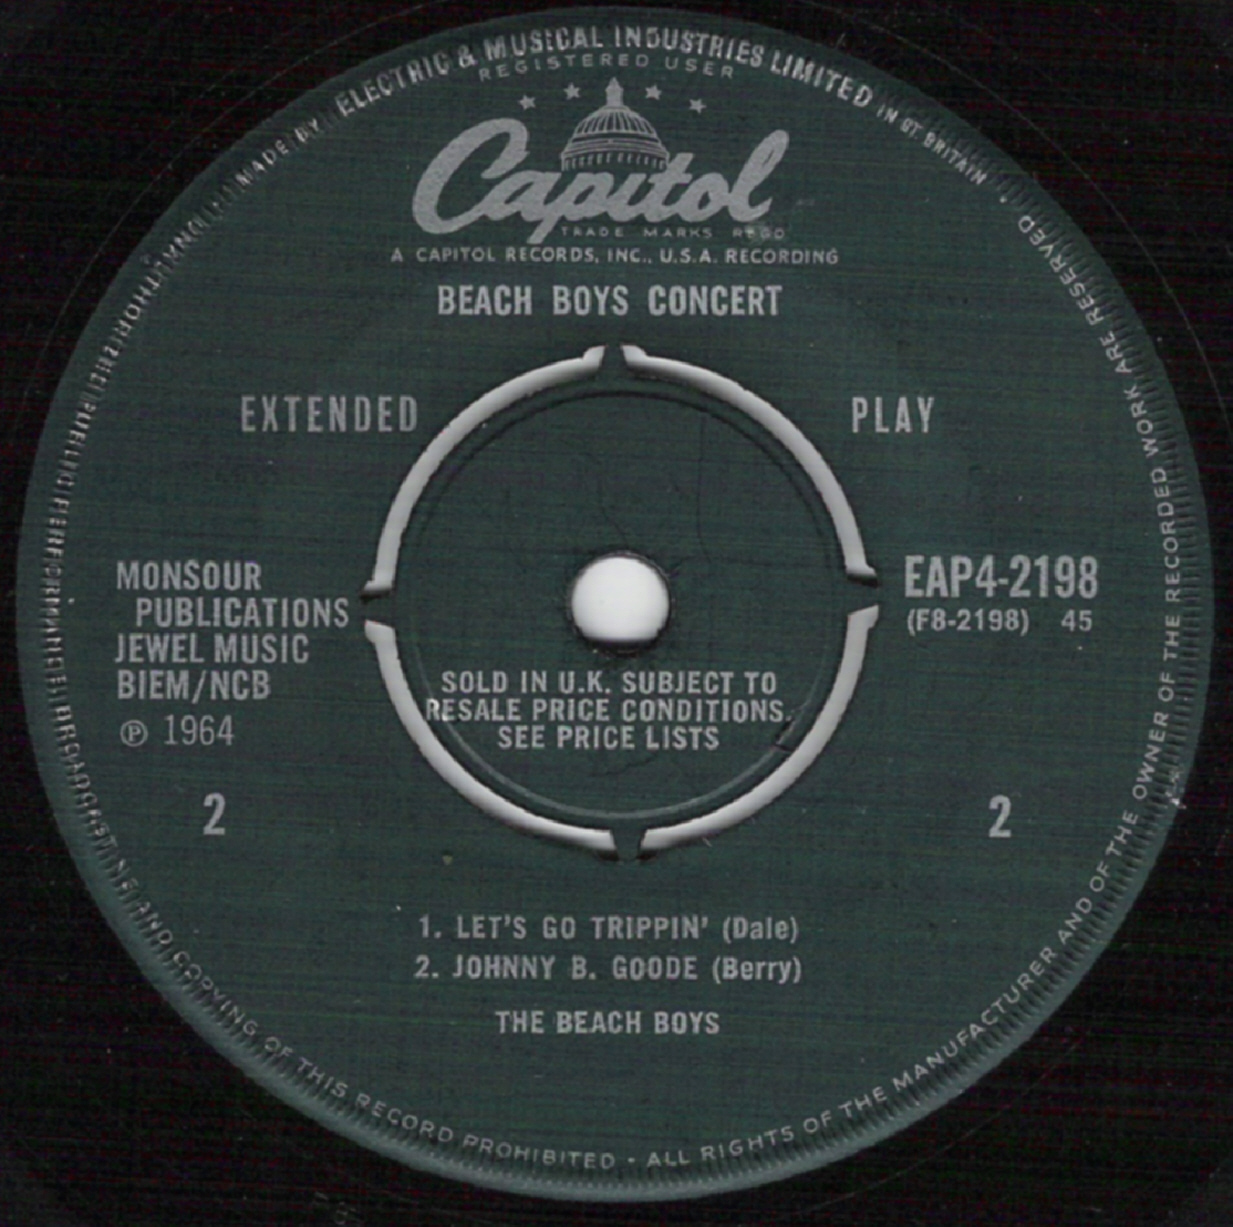 MADE BY ELECTRIC & MUSICAL INDUSTRIES LIMITED IN GT BRITAIN
REGISTERED USER
Capitol
TRADE MARKS REGD
A CAPITOL RECORDS, INC., U.S.A. RECORDING
BEACH BOYS CONCERT
EXTENDED PLAY
MONSOUR
PUBLICATIONS
JEWEL MUSIC
BIEM/NCB
℗ 1964
EAP4-2198
(F8-2198) 45
SOLD IN U.K. SUBJECT TO
RESALE PRICE CONDITIONS.
SEE PRICE LISTS
2 2
1. LET'S GO TRIPPIN' (Dale)
2. JOHNNY B. GOODE (Berry)
THE BEACH BOYS
AND COPYING OF THIS RECORD PROHIBITED · ALL RIGHTS OF THE MANUFACTURER AND OF THE OWNER OF THE RECORDED WORK ARE RESERVED